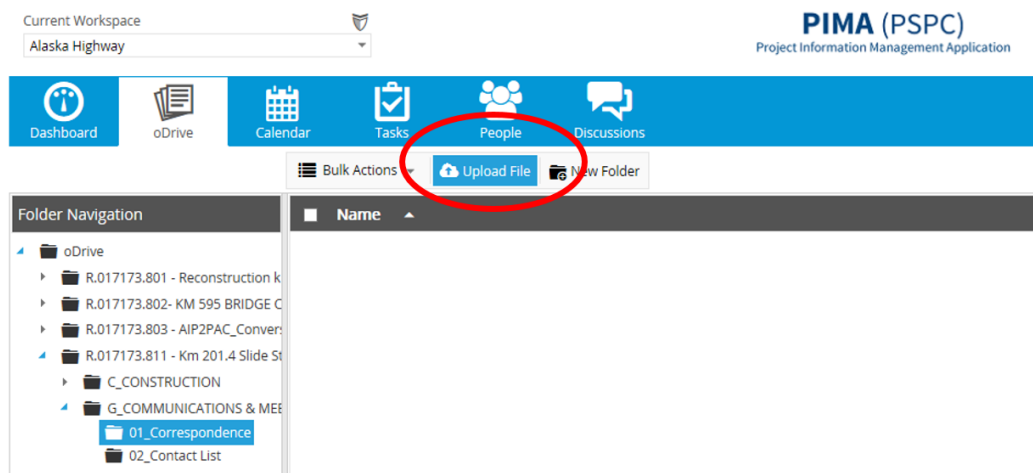 Current Workspace
Alaska Highway
PIMA (PSPC)
Project Information Management Application
Dashboard
oDrive
Calendar
Tasks
People
Discussions
Bulk Actions
Upload File
New Folder
Folder Navigation
Name
oDrive
R.017173.801 - Reconstruction k
R.017173.802- KM 595 BRIDGE C
R.017173.803 - AIP2PAC_Convers
R.017173.811 - Km 201.4 Slide St
C_CONSTRUCTION
G_COMMUNICATIONS & MEE
01_Correspondence
02_Contact List